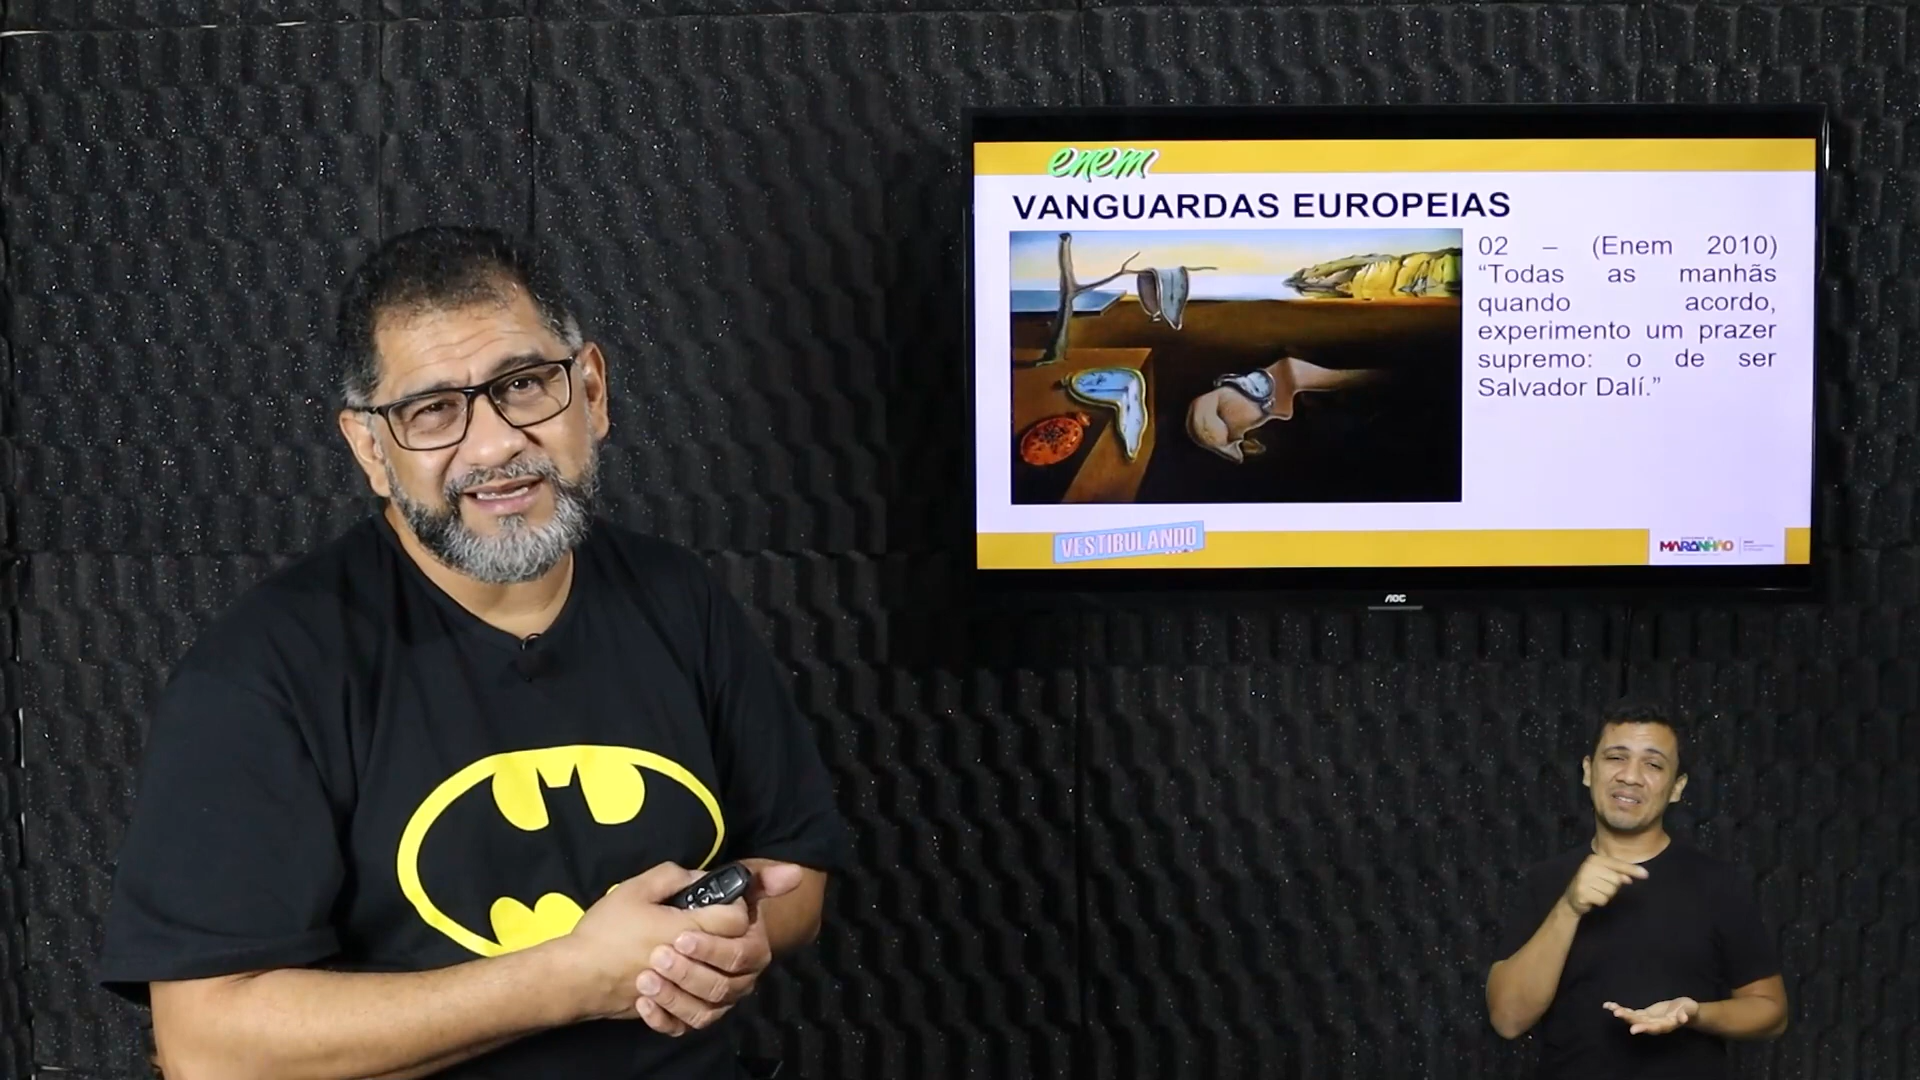 enem
VANGUARDAS EUROPEIAS
02 – (Enem 2010)
“Todas as manhãs
quando acordo,
experimento um prazer
supremo: o de ser
Salvador Dalí.”
VESTIBULANDO
MARANHÃO
AOC